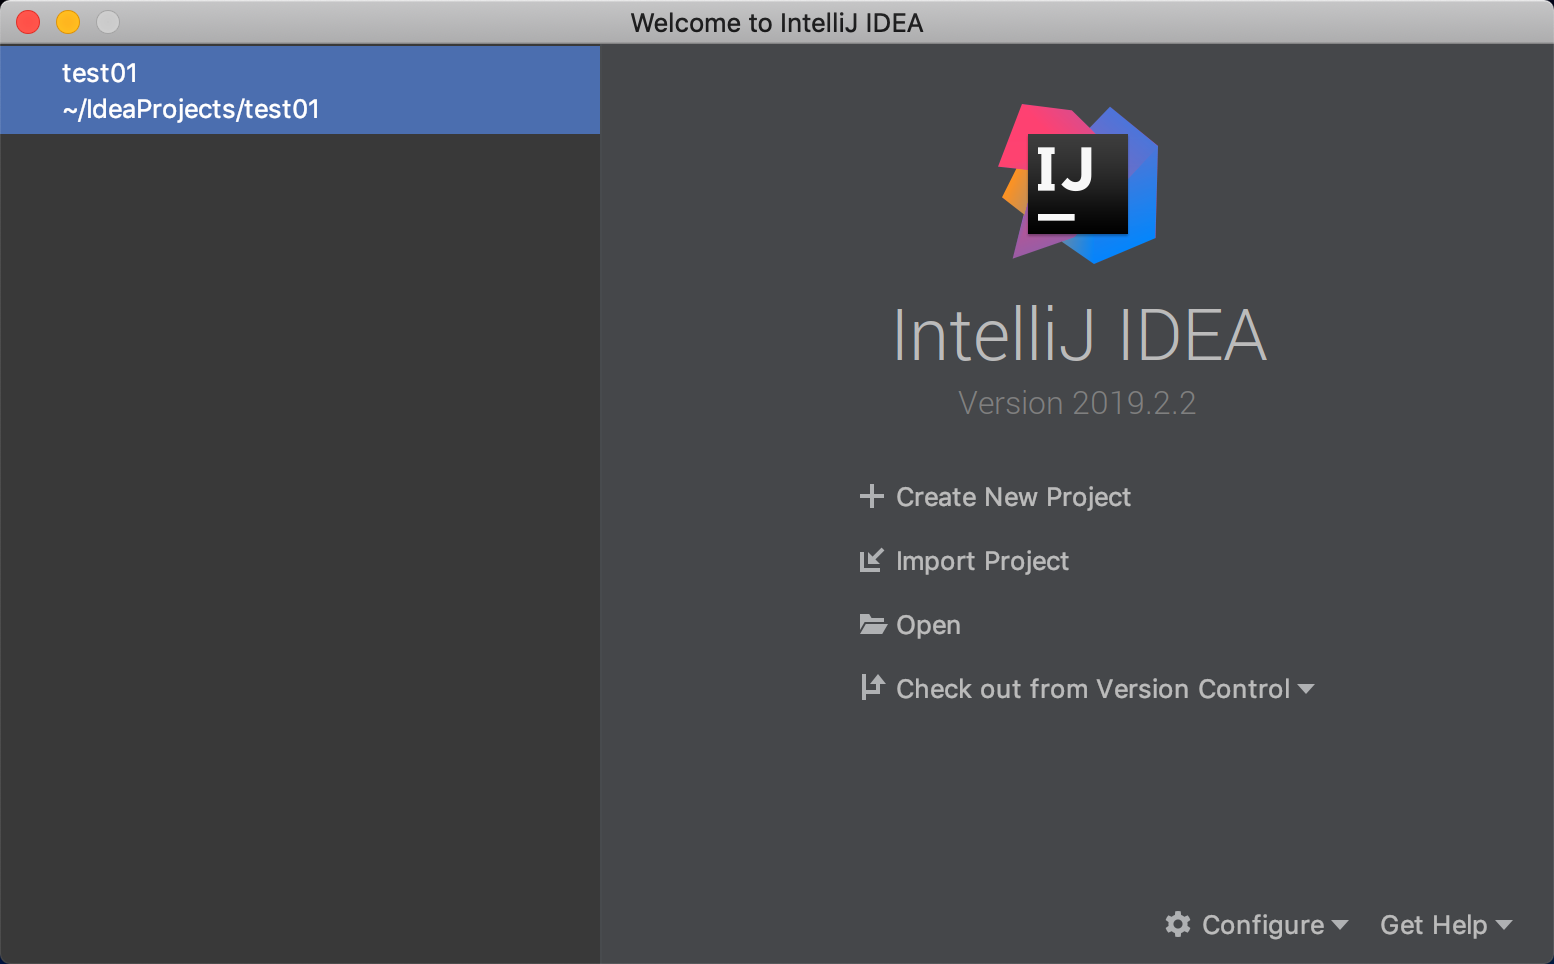 Welcome to IntelliJ IDEA
test01
~/IdeaProjects/test01
IJ
IntelliJ IDEA
Version 2019.2.2
Create New Project
Import Project
Open
Check out from Version Control
Configure
Get Help